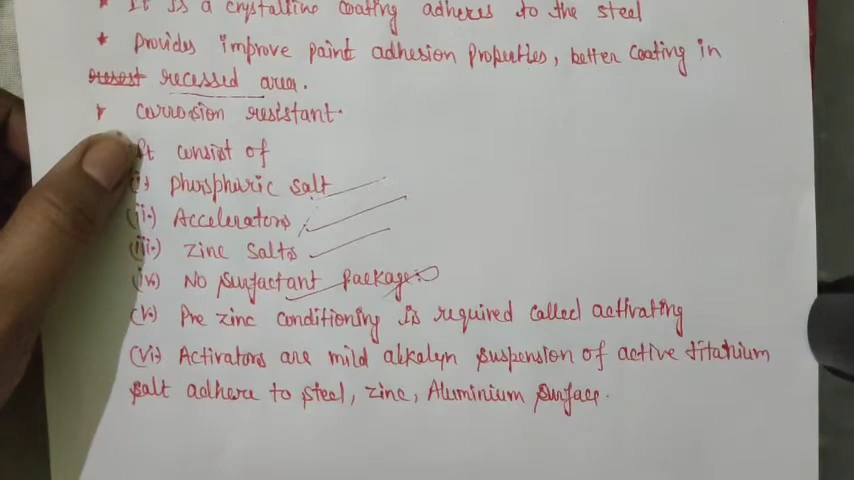 * It is a crystalline coating adheres to the steel
* Provides improve paint adhesion properties, better coating in
recessed area.
* corrosion resistant.
It consist of
(i) phurspharic salt
(ii.) Accelerators
(iii.) Zinc salts
(iv) No surfactant package.
(v.) Pre zinc conditioning is required called activating
(vi) Activators are mild alkalyn suspension of active titanium
salt adhere to steel, zinc, Aluminium surface.